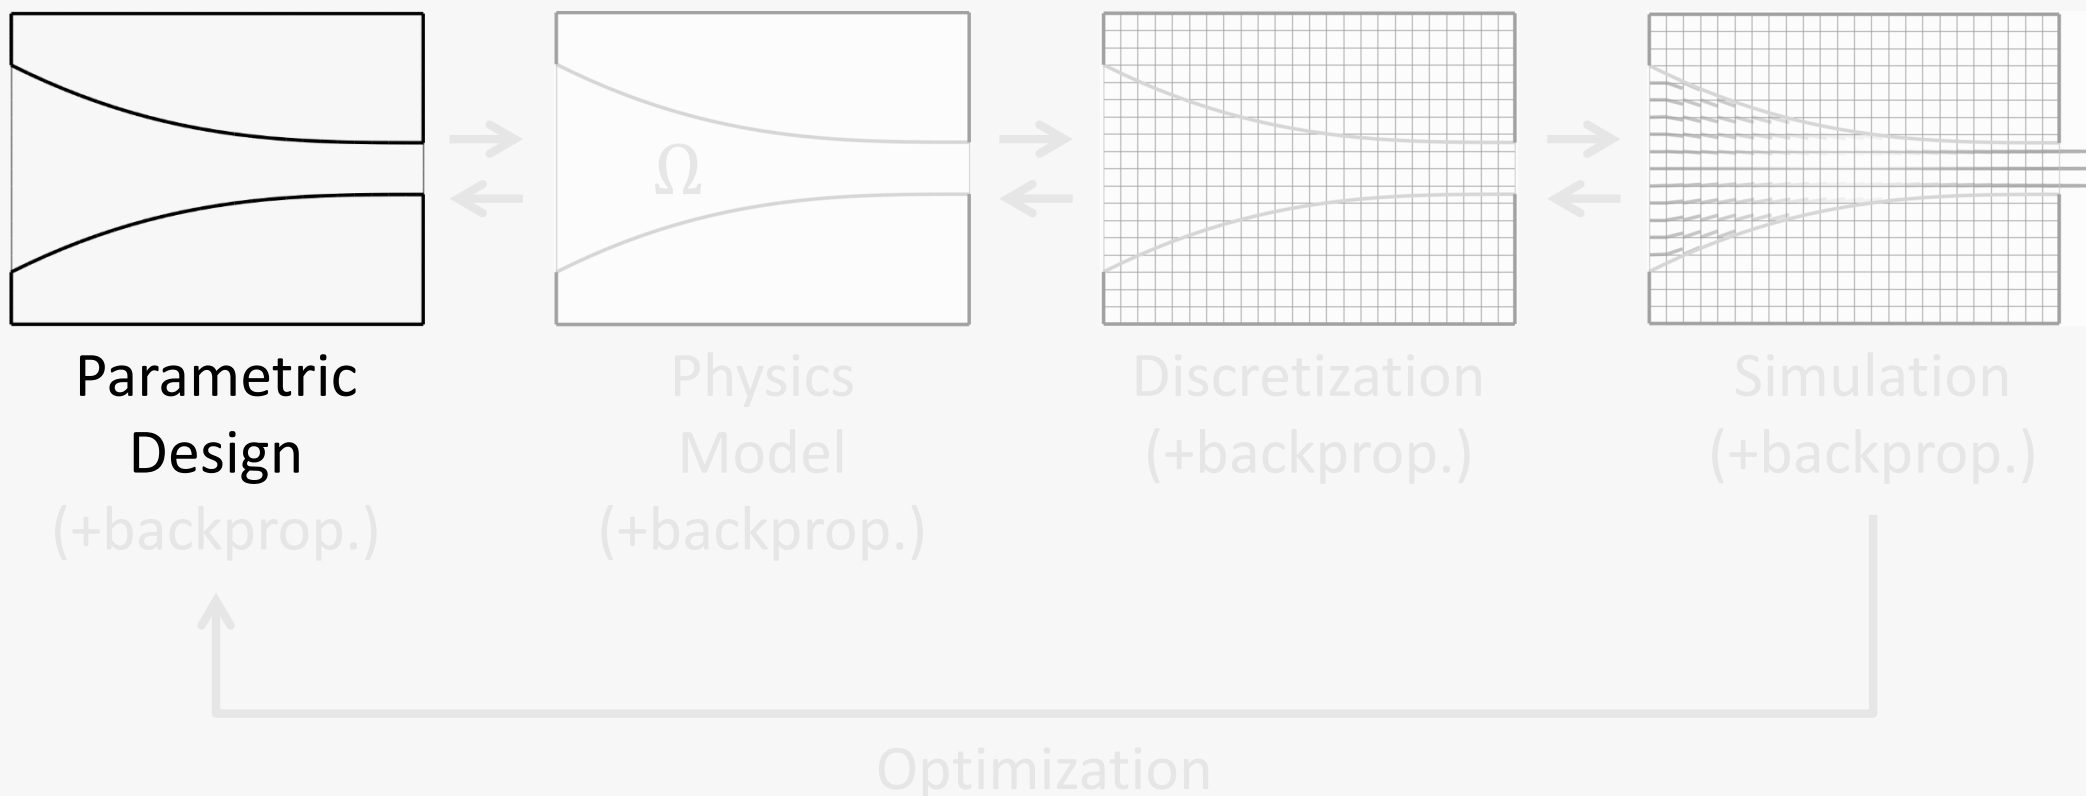 Ω
Parametric
Design
(+backprop.)
Physics
Model
(+backprop.)
Discretization
(+backprop.)
Simulation
(+backprop.)
Optimization